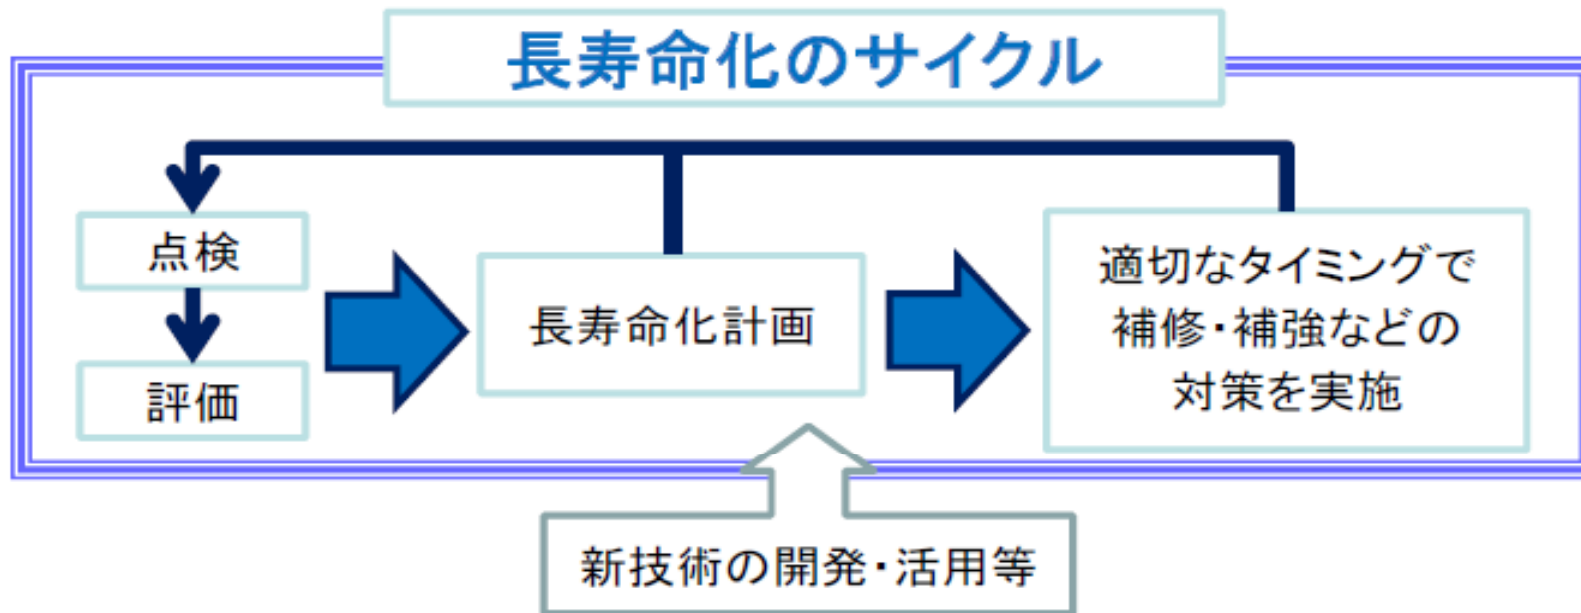 長寿命化のサイクル
点検
評価
長寿命化計画
適切なタイミングで
補修・補強などの
対策を実施
新技術の開発・活用等